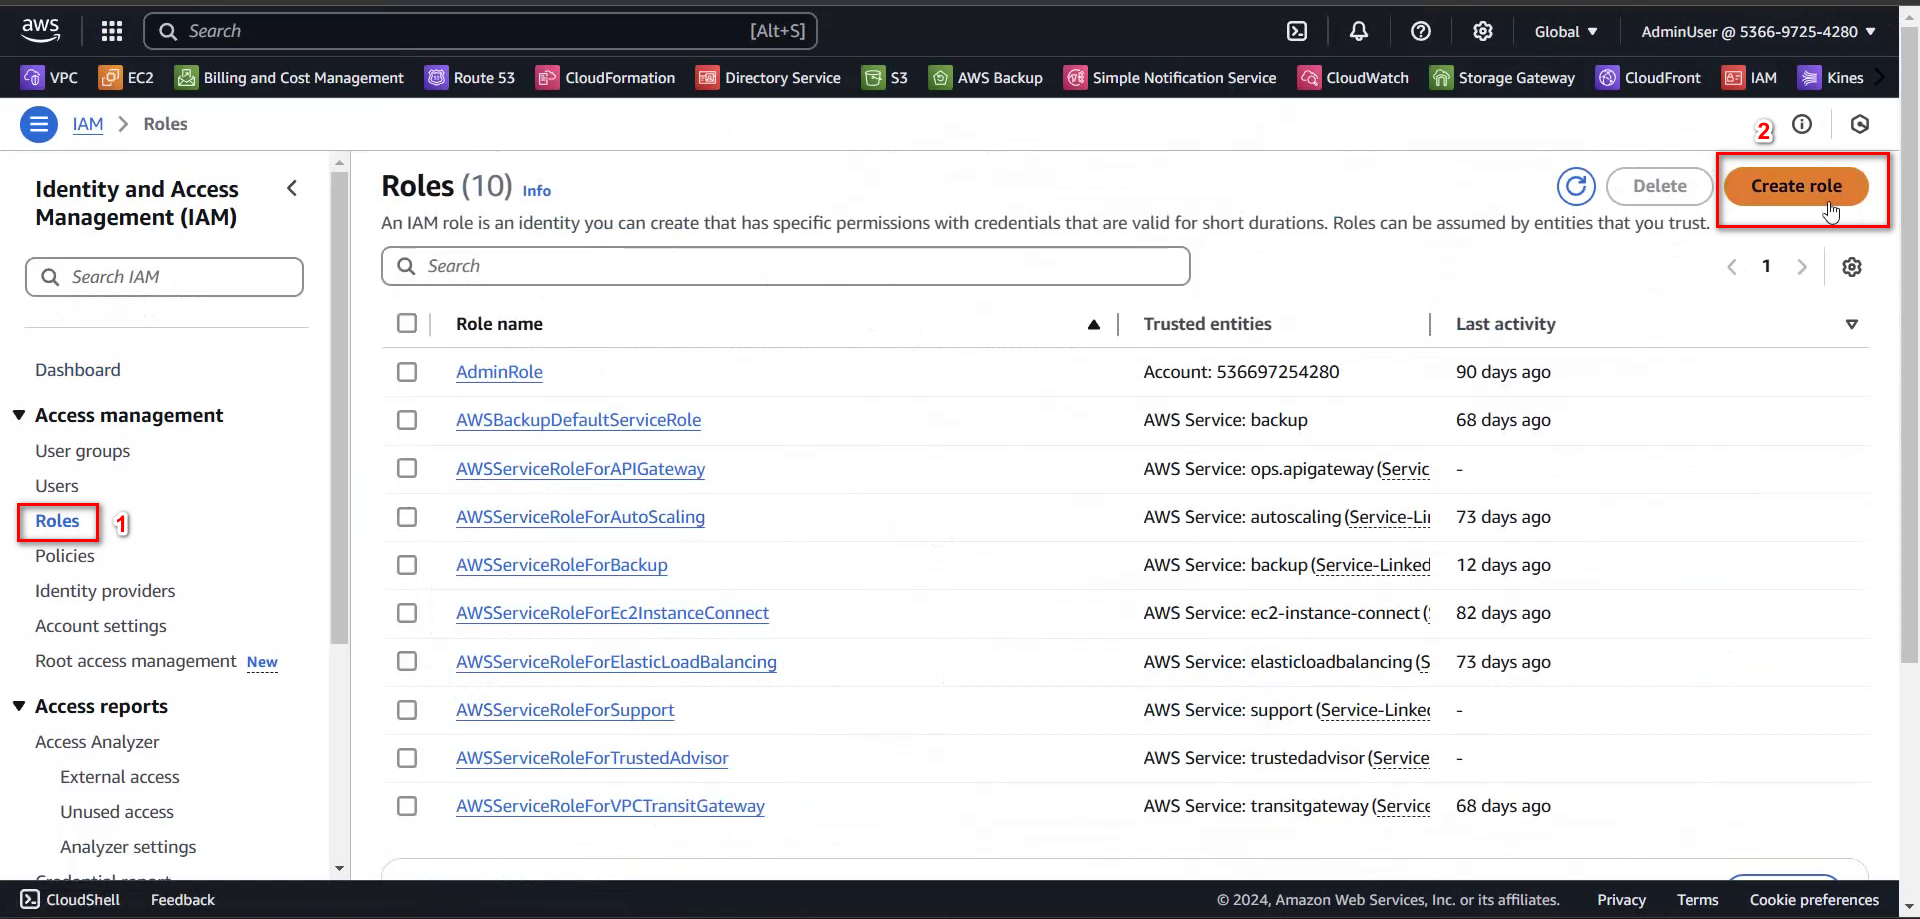 aws
Search [Alt+S]
Global
AdminUser @ 5366-9725-4280
VPC
EC2
Billing and Cost Management
Route 53
CloudFormation
Directory Service
S3
AWS Backup
Simple Notification Service
CloudWatch
Storage Gateway
CloudFront
IAM
Kines
IAM > Roles
2
Identity and Access
Management (IAM)
Search IAM
Dashboard
Access management
User groups
Users
Roles 1
Policies
Identity providers
Account settings
Root access management New
Access reports
Access Analyzer
External access
Unused access
Analyzer settings
Roles (10) Info
Delete
Create role
An IAM role is an identity you can create that has specific permissions with credentials that are valid for short durations. Roles can be assumed by entities that you trust.
Search
1
Role name Trusted entities Last activity
AdminRole Account: 536697254280 90 days ago
AWSBackupDefaultServiceRole AWS Service: backup 68 days ago
AWSServiceRoleForAPIGateway AWS Service: ops.apigateway (Servic -
AWSServiceRoleForAutoScaling AWS Service: autoscaling (Service-Li 73 days ago
AWSServiceRoleForBackup AWS Service: backup (Service-Linked 12 days ago
AWSServiceRoleForEc2InstanceConnect AWS Service: ec2-instance-connect ( 82 days ago
AWSServiceRoleForElasticLoadBalancing AWS Service: elasticloadbalancing (S 73 days ago
AWSServiceRoleForSupport AWS Service: support (Service-Linked -
AWSServiceRoleForTrustedAdvisor AWS Service: trustedadvisor (Service -
AWSServiceRoleForVPCTransitGateway AWS Service: transitgateway (Service 68 days ago
CloudShell Feedback
© 2024, Amazon Web Services, Inc. or its affiliates.
Privacy
Terms
Cookie preferences